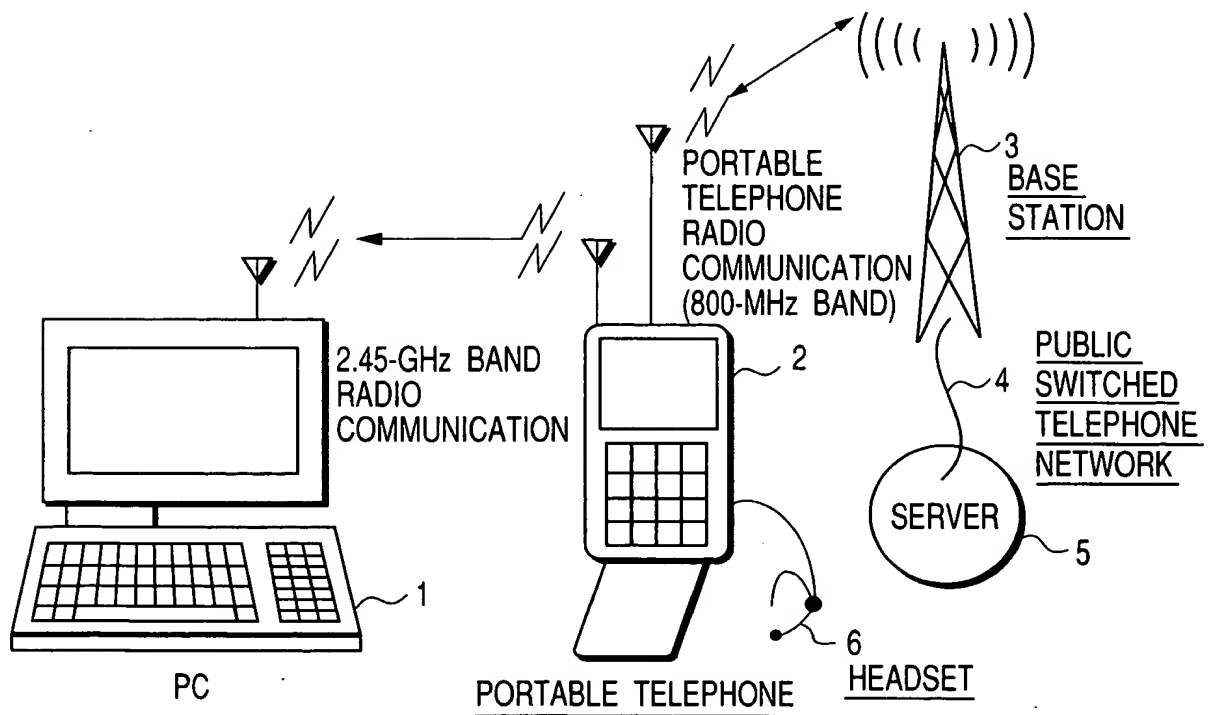 PORTABLE
TELEPHONE
RADIO
COMMUNICATION
(800-MHz BAND)
3
BASE
STATION
2.45-GHz BAND
RADIO
COMMUNICATION
2
4
PUBLIC
SWITCHED
TELEPHONE
NETWORK
SERVER
5
1
6
HEADSET
PC
PORTABLE TELEPHONE